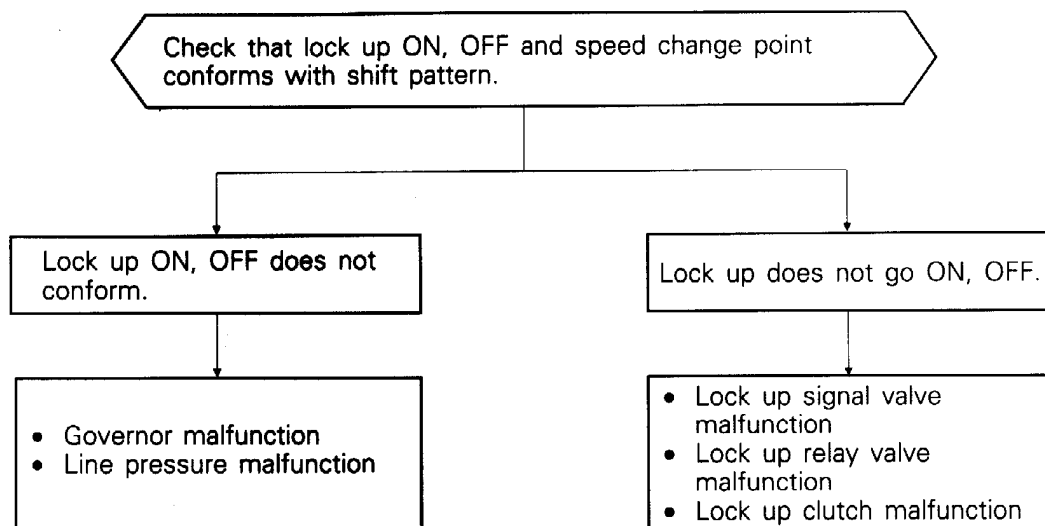 Check that lock up ON, OFF and speed change point
conforms with shift pattern.
Lock up ON, OFF does not
conform.
Lock up does not go ON, OFF.
• Governor malfunction
• Line pressure malfunction
• Lock up signal valve
malfunction
• Lock up relay valve
malfunction
• Lock up clutch malfunction